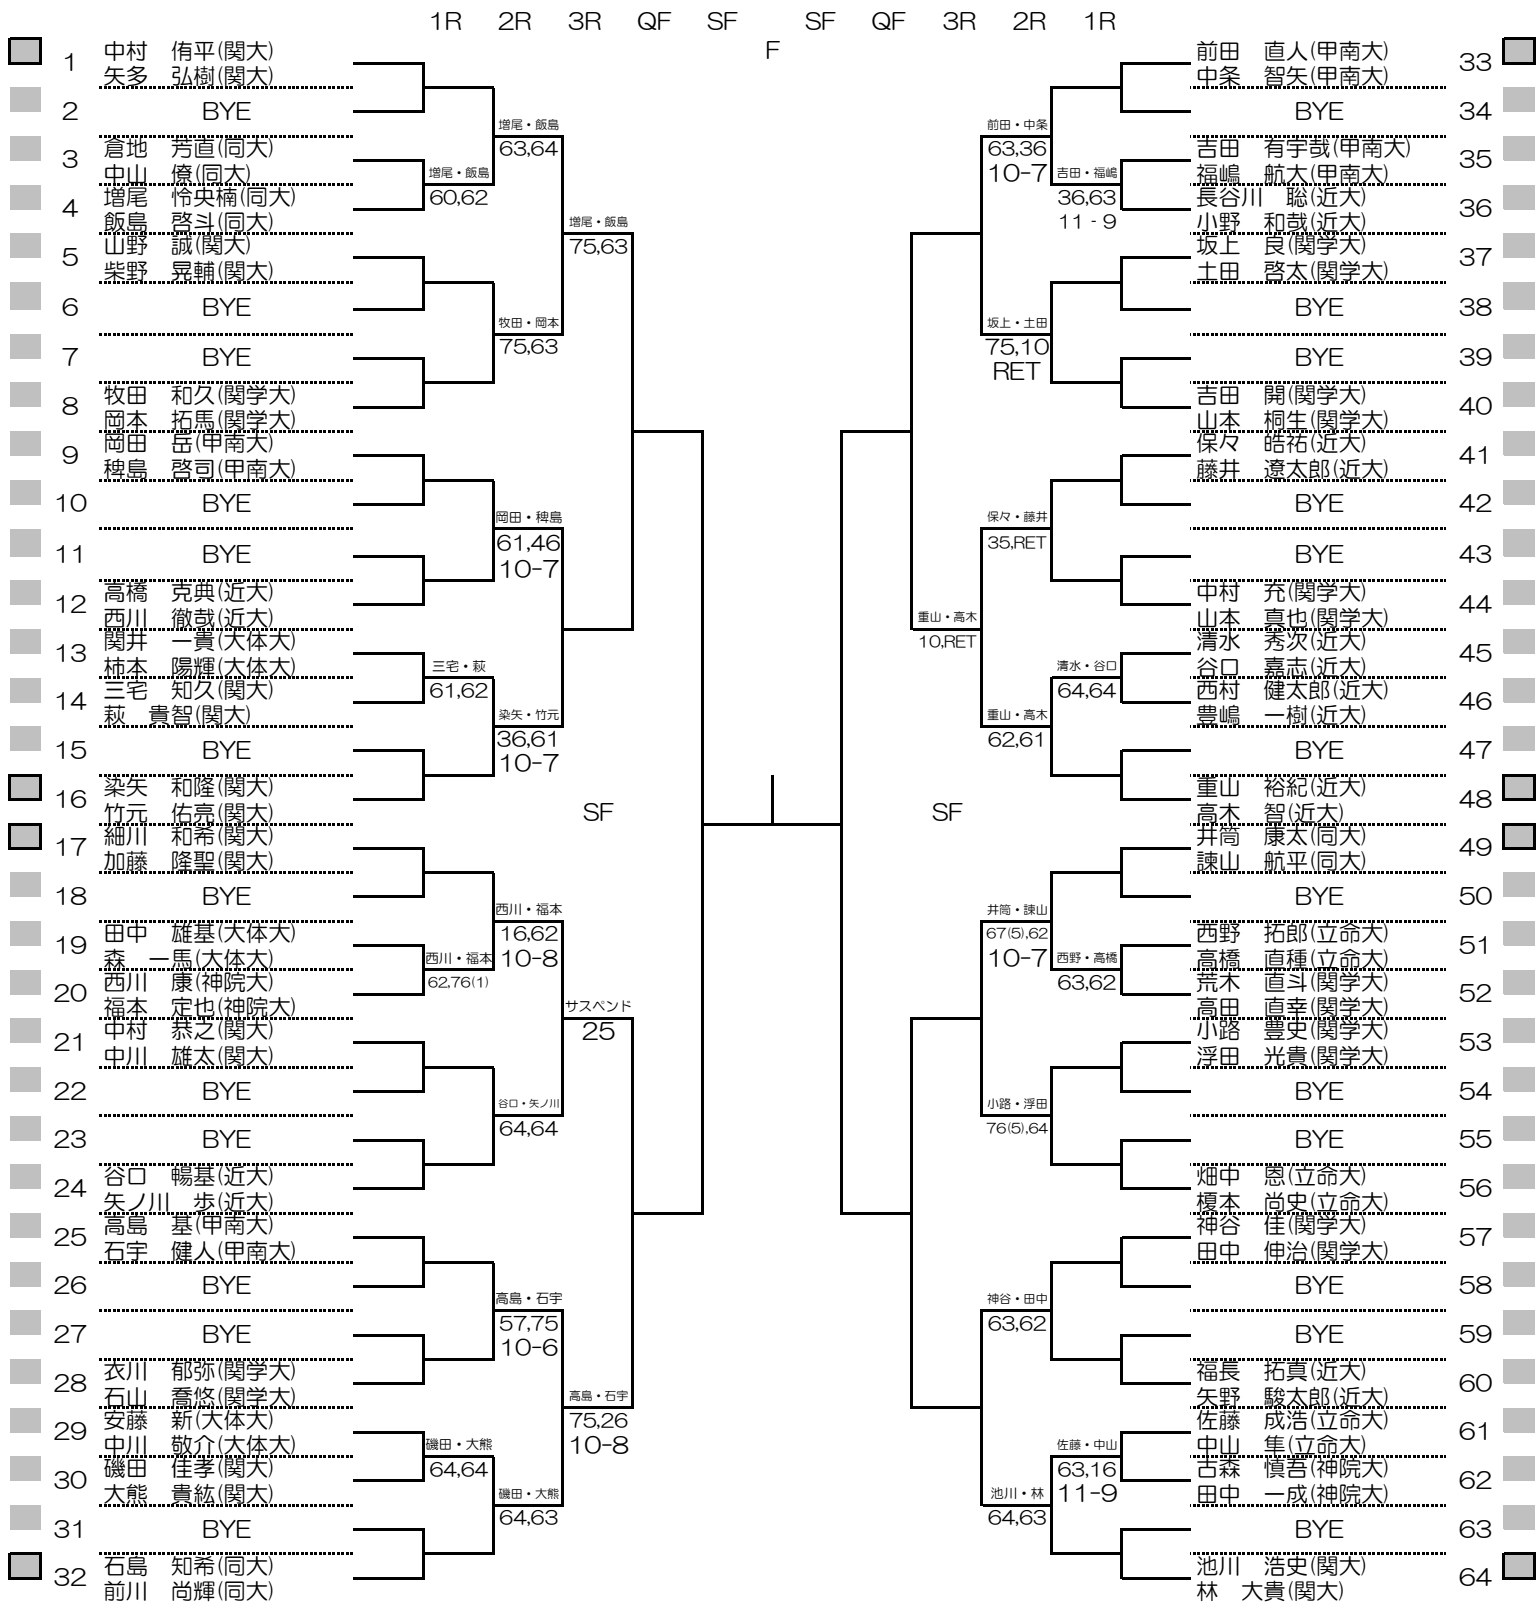 1R 2R 3R QF SF SF QF 3R 2R 1R
F
1 中村 侑平(関大)
矢多 弘樹(関大)
2 BYE
3 倉地 芳直(同大)
中山 僚(同大)
4 増尾 怜央楠(同大)
飯島 啓斗(同大)
5 山野 誠(関大)
柴野 晃輔(関大)
6 BYE
7 BYE
8 牧田 和久(関学大)
岡本 拓馬(関学大)
9 岡田 岳(甲南大)
稗島 啓司(甲南大)
10 BYE
11 BYE
12 高橋 克典(近大)
西川 徹哉(近大)
13 関井 一貴(大体大)
柿本 陽輝(大体大)
14 三宅 知久(関大)
萩 貴智(関大)
15 BYE
16 染矢 和隆(関大)
竹元 佑亮(関大)
17 細川 和希(関大)
加藤 隆聖(関大)
18 BYE
19 田中 雄基(大体大)
森 一馬(大体大)
20 西川 康(神院大)
福本 定也(神院大)
21 中村 恭之(関大)
中川 雄太(関大)
22 BYE
23 BYE
24 谷口 暢基(近大)
矢ノ川 歩(近大)
25 高島 基(甲南大)
石宇 健人(甲南大)
26 BYE
27 BYE
28 衣川 郁弥(関学大)
石山 喬悠(関学大)
29 安藤 新(大体大)
中川 敬介(大体大)
30 磯田 佳孝(関大)
大熊 貴紘(関大)
31 BYE
32 石島 知希(同大)
前川 尚輝(同大)
増尾・飯島
60,62
三宅・萩
61,62
西川・福本
62,76(1)
磯田・大熊
64,64
増尾・飯島
63,64
牧田・岡本
75,63
岡田・稗島
61,46
10-7
染矢・竹元
36,61
10-7
西川・福本
16,62
10-8
谷口・矢ノ川
64,64
高島・石宇
57,75
10-6
磯田・大熊
64,63
増尾・飯島
75,63
サスペンド
25
高島・石宇
75,26
10-8
SF
SF
重山・高木
10,RET
前田・中条
63,36
10-7
坂上・土田
75,10
RET
保々・藤井
35,RET
重山・高木
62,61
井筒・諫山
67(5),62
10-7
小路・浮田
76(5),64
神谷・田中
63,62
池川・林
64,63
吉田・福嶋
36,63
11-9
清水・谷口
64,64
西野・高橋
63,62
佐藤・中山
63,16
11-9
前田 直人(甲南大) 33
中条 智矢(甲南大)
BYE 34
吉田 有宇哉(甲南大) 35
福嶋 航大(甲南大)
長谷川 聡(近大) 36
小野 和哉(近大)
坂上 良(関学大) 37
土田 啓太(関学大)
BYE 38
BYE 39
吉田 開(関学大) 40
山本 桐生(関学大)
保々 皓祐(近大) 41
藤井 遼太郎(近大)
BYE 42
BYE 43
中村 充(関学大) 44
山本 真也(関学大)
清水 秀次(近大) 45
谷口 嘉志(近大)
西村 健太郎(近大) 46
豊嶋 一樹(近大)
BYE 47
重山 裕紀(近大) 48
高木 智(近大)
井筒 康太(同大) 49
諫山 航平(同大)
BYE 50
西野 拓郎(立命大) 51
高橋 直種(立命大)
荒木 直斗(関学大) 52
高田 直幸(関学大)
小路 豊史(関学大) 53
浮田 光貴(関学大)
BYE 54
BYE 55
畑中 恩(立命大) 56
榎本 尚史(立命大)
神谷 佳(関学大) 57
田中 伸治(関学大)
BYE 58
BYE 59
福長 拓真(近大) 60
矢野 駿太郎(近大)
佐藤 成浩(立命大) 61
中山 隼(立命大)
古森 慎吾(神院大) 62
田中 一成(神院大)
BYE 63
池川 浩史(関大) 64
林 大貴(関大)